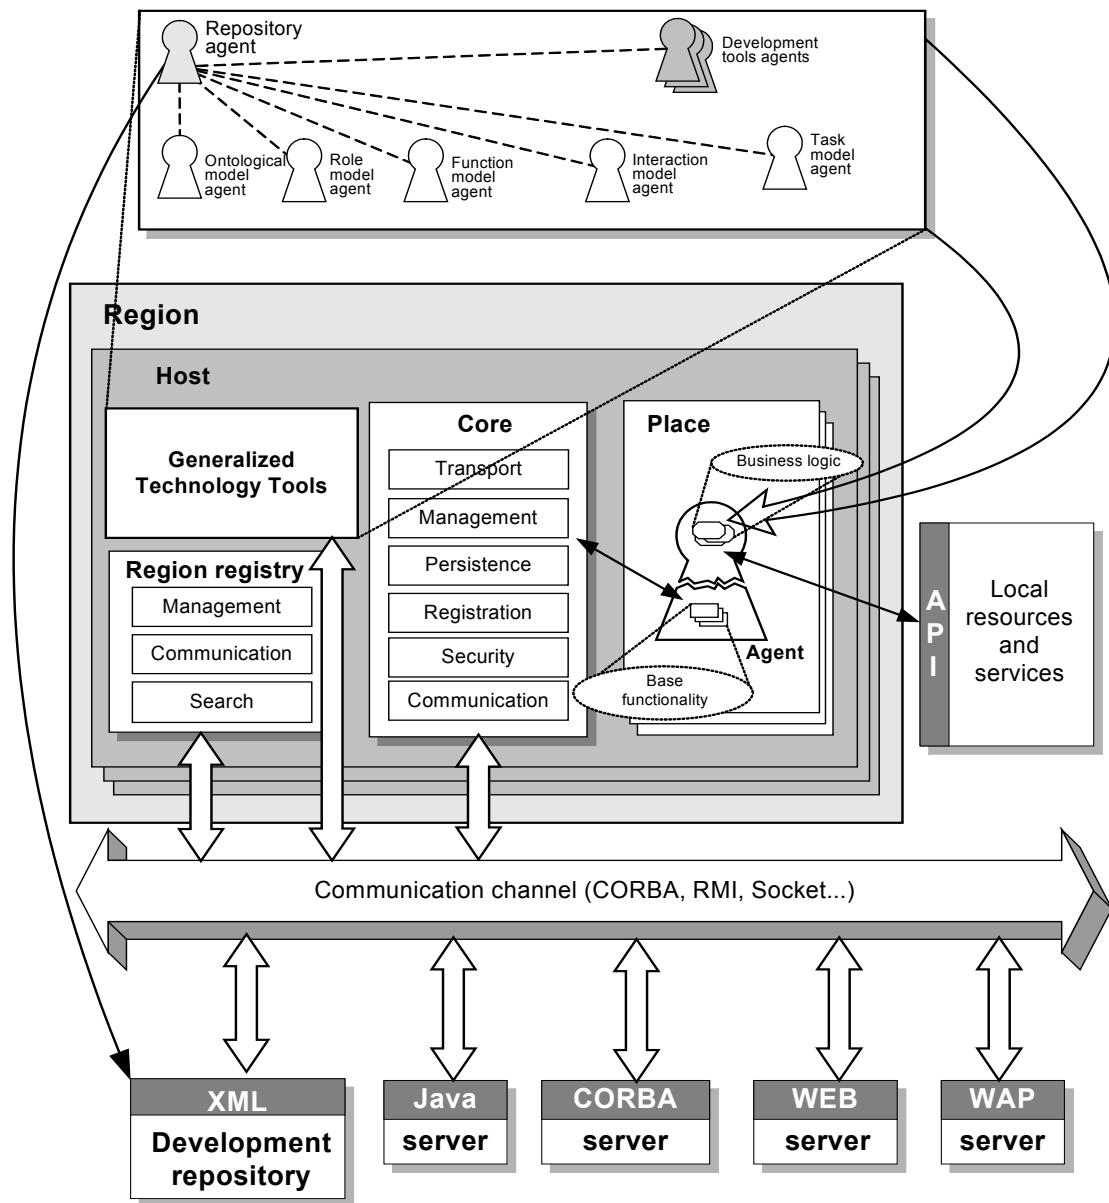 Repository
agent
Development
tools agents
Ontological
model
agent
Role
model
agent
Function
model
agent
Interaction
model
agent
Task
model
agent
Region
Host
Generalized
Technology Tools
Region registry
Management
Communication
Search
Core
Transport
Management
Persistence
Registration
Security
Communication
Place
Business logic
Agent
Base
functionality
API
Local
resources
and
services
Communication channel (CORBA, RMI, Socket...)
XML
Development
repository
Java
server
CORBA
server
WEB
server
WAP
server